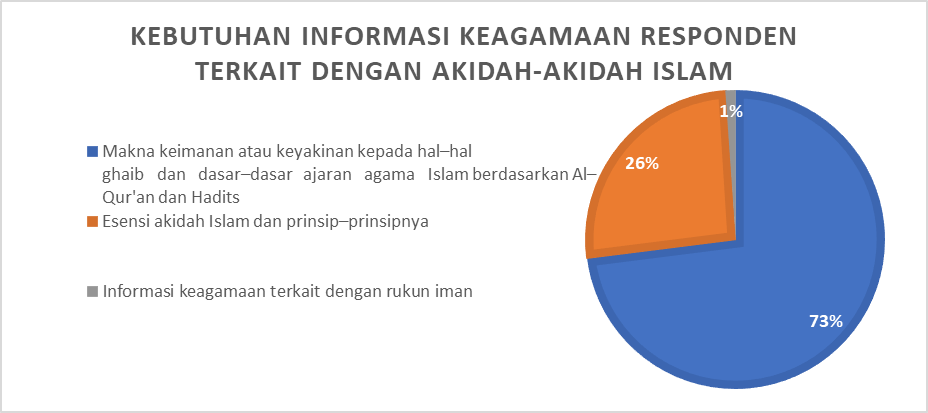 KEBUTUHAN INFORMASI KEAGAMAAN RESPONDEN
TERKAIT DENGAN AKIDAH-AKIDAH ISLAM
Makna keimanan atau keyakinan kepada hal–hal
ghaib dan dasar–dasar ajaran agama Islam berdasarkan Al–
Qur'an dan Hadits
Esensi akidah Islam dan prinsip–prinsipnya
Informasi keagamaan terkait dengan rukun iman
1%
26%
73%